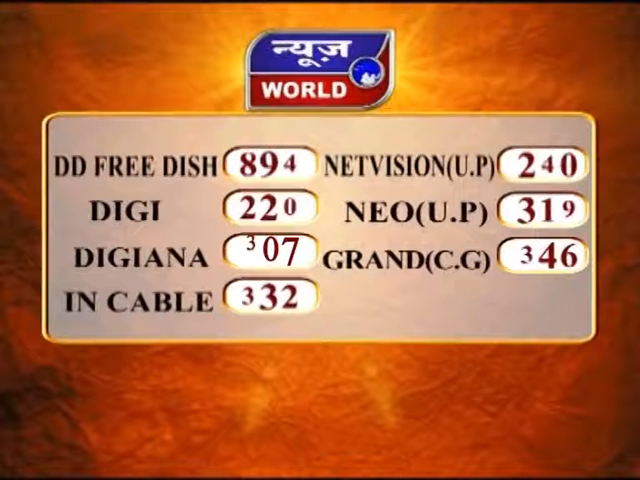 न्यूज़
WORLD
DD FREE DISH 894 NETVISION(U.P) 240
DIGI 220 NEO(U.P) 319
DIGIANA 307 GRAND(C.G) 346
IN CABLE 332